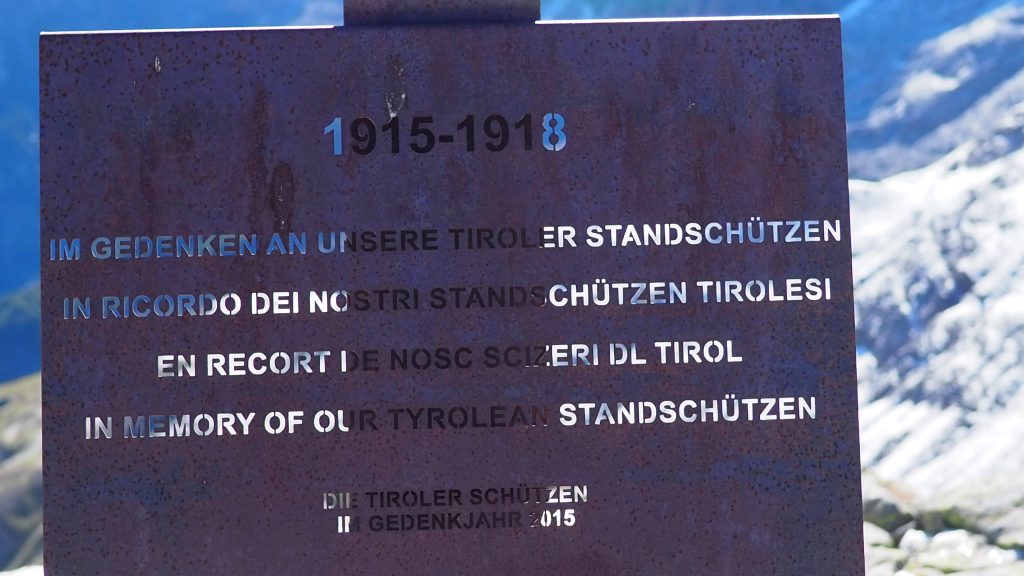 1915-1918
IM GEDENKEN AN UNSERE TIROLER STANDSCHÜTZEN
IN RICORDO DEI NOSTRI STANDSCHÜTZEN TIROLESI
EN RECORT DE NOSC SCIZERI DL TIROL
IN MEMORY OF OUR TYROLEAN STANDSCHÜTZEN
DIE TIROLER SCHÜTZEN
IM GEDENKJAHR 2015